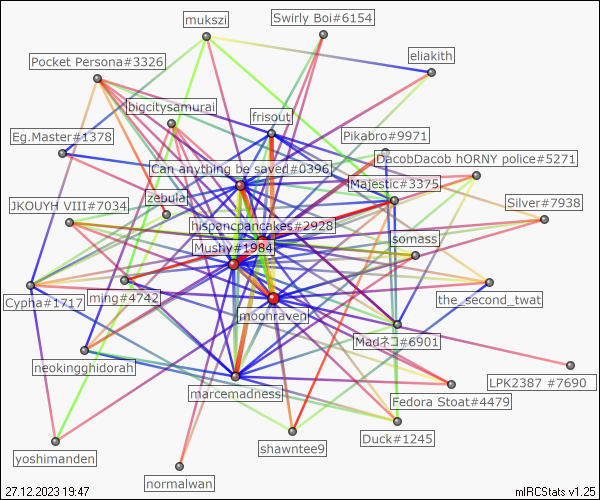 mukszi
Swirly Boi#6154
eliakith
Pocket Persona#3326
bigcitysamurai
frisout
Pikabro#9971
Eg.Master#1378
DacobDacob hORNY police#5271
Can anything be saved#0396
Majestic#3375
zebula
JKOUYH VIII#7034
Silver#7938
hispancpancakes#2928
somass
Mushy#1984
Cypha#1717
ming#4742
the_second_twat
moonraven
Madネコ#6901
neokingghidorah
LPK2387 #7690
marcemadness
Fedora Stoat#4479
Duck#1245
shawntee9
yoshimanden
normalwan
27.12.2023 19:47
mIRCStats v1.25